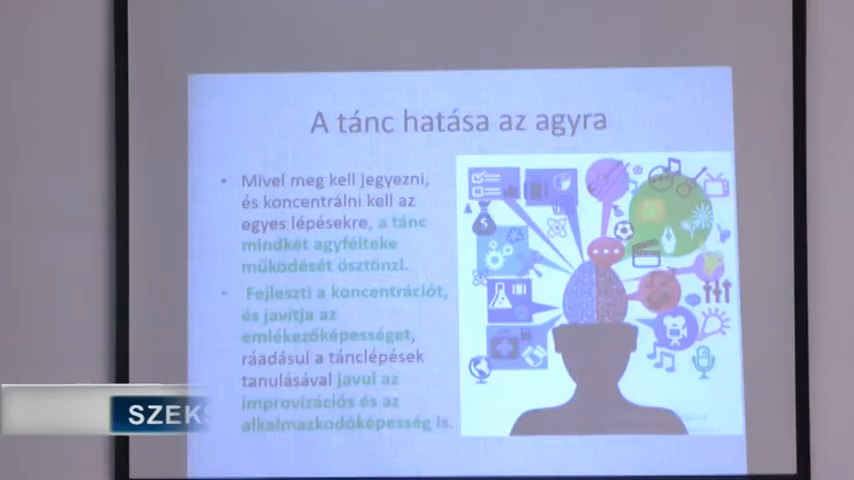 A tánc hatása az agyra
• Mivel meg kell jegyezni,
és koncentrálni kell az
egyes lépésekre, a tánc
mindkét agyfélteke
működését ösztönzi.
• Fejleszti a koncentrációt,
és javítja az
emlékezőképességet,
ráadásul a tánclépések
tanulásával javul az
improvizációs és az
alkalmazkodóképesség is.
SZEKS